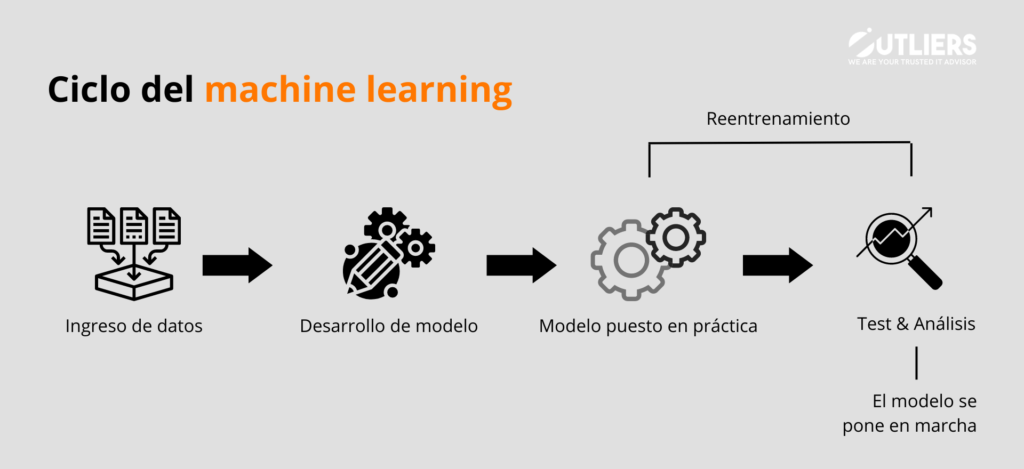 OUTLIERS
WE ARE YOUR TRUSTED IT ADVISOR
Ciclo del machine learning
Reentrenamiento
Ingreso de datos
Desarrollo de modelo
Modelo puesto en práctica
Test & Análisis
El modelo se
pone en marcha